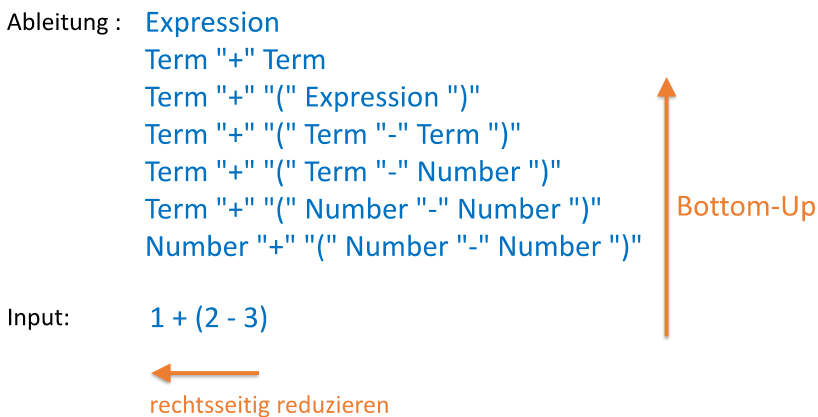 Ableitung : Expression
Term "+" Term
Term "+" "(" Expression ")"
Term "+" "(" Term "-" Term ")"
Term "+" "(" Term "-" Number ")"
Term "+" "(" Number "-" Number ")"
Bottom-Up
Number "+" "(" Number "-" Number ")"
Input: 1 + (2 - 3)
rechtsseitig reduzieren